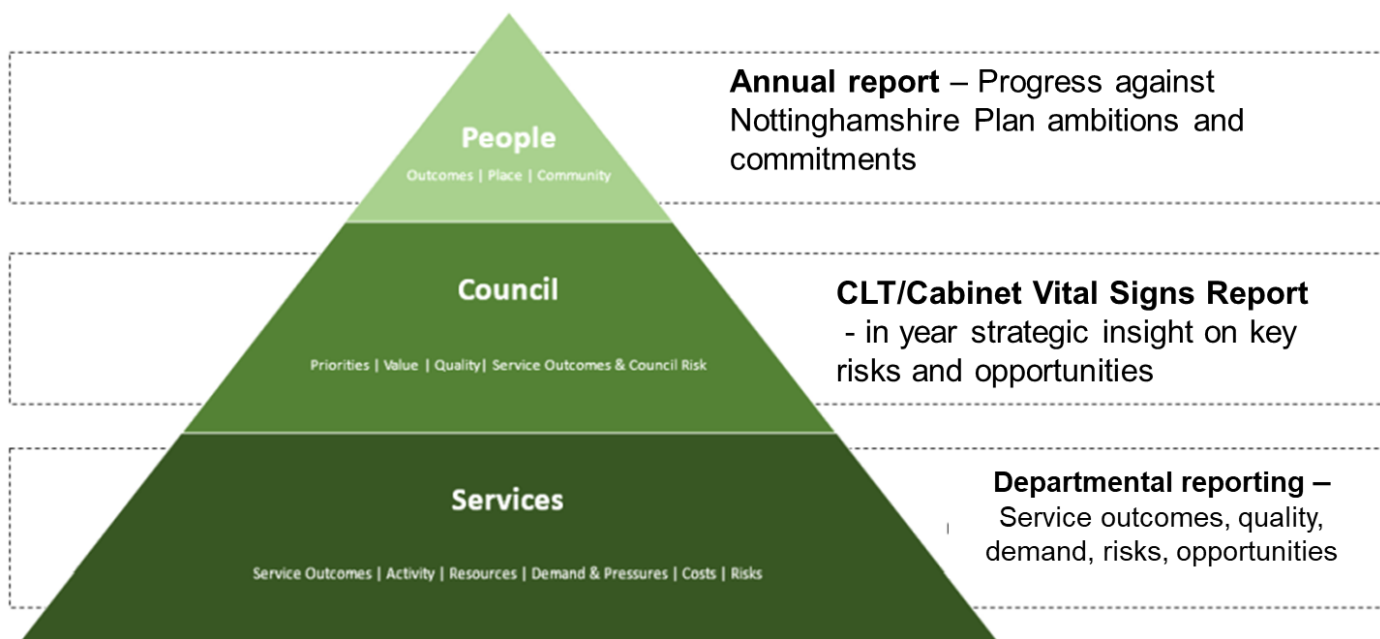 People
Outcomes | Place | Community
Annual report – Progress against
Nottinghamshire Plan ambitions and
commitments
Council
Priorities | Value | Quality| Service Outcomes & Council Risk
CLT/Cabinet Vital Signs Report
- in year strategic insight on key
risks and opportunities
Services
Service Outcomes | Activity | Resources | Demand & Pressures | Costs | Risks
Departmental reporting –
Service outcomes, quality,
demand, risks, opportunities